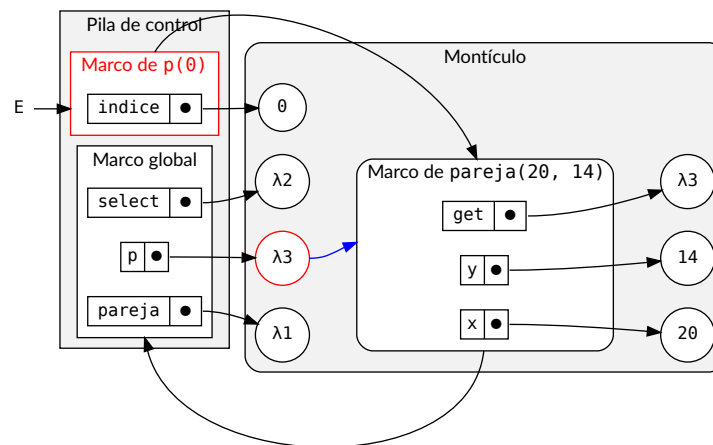 Pila de control
Marco de p(0)
E
indice
Marco global
select
p
pareja
Montículo
0
λ2
λ3
λ1
Marco de pareja(20, 14)
get
y
x
λ3
14
20